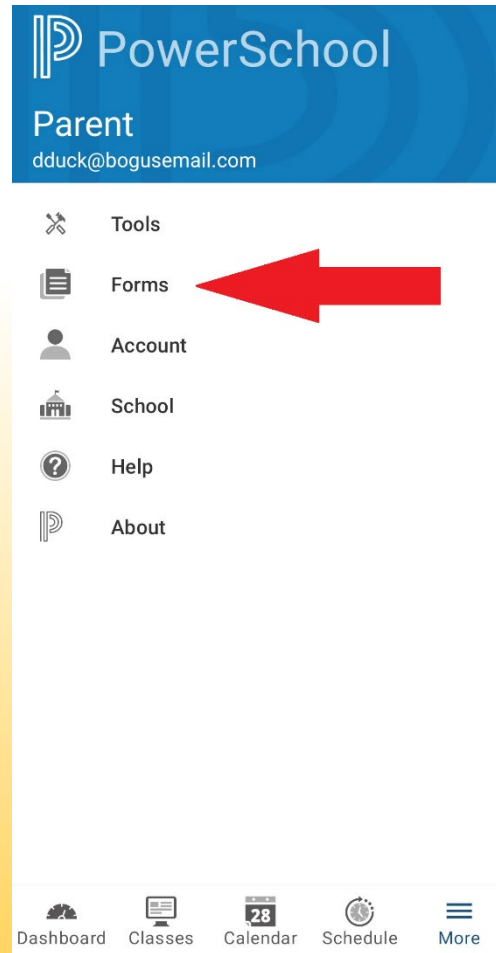 PowerSchool
Parent
dduck@bogusemail.com
Tools
Forms
Account
School
Help
About
28
Dashboard Classes Calendar Schedule More